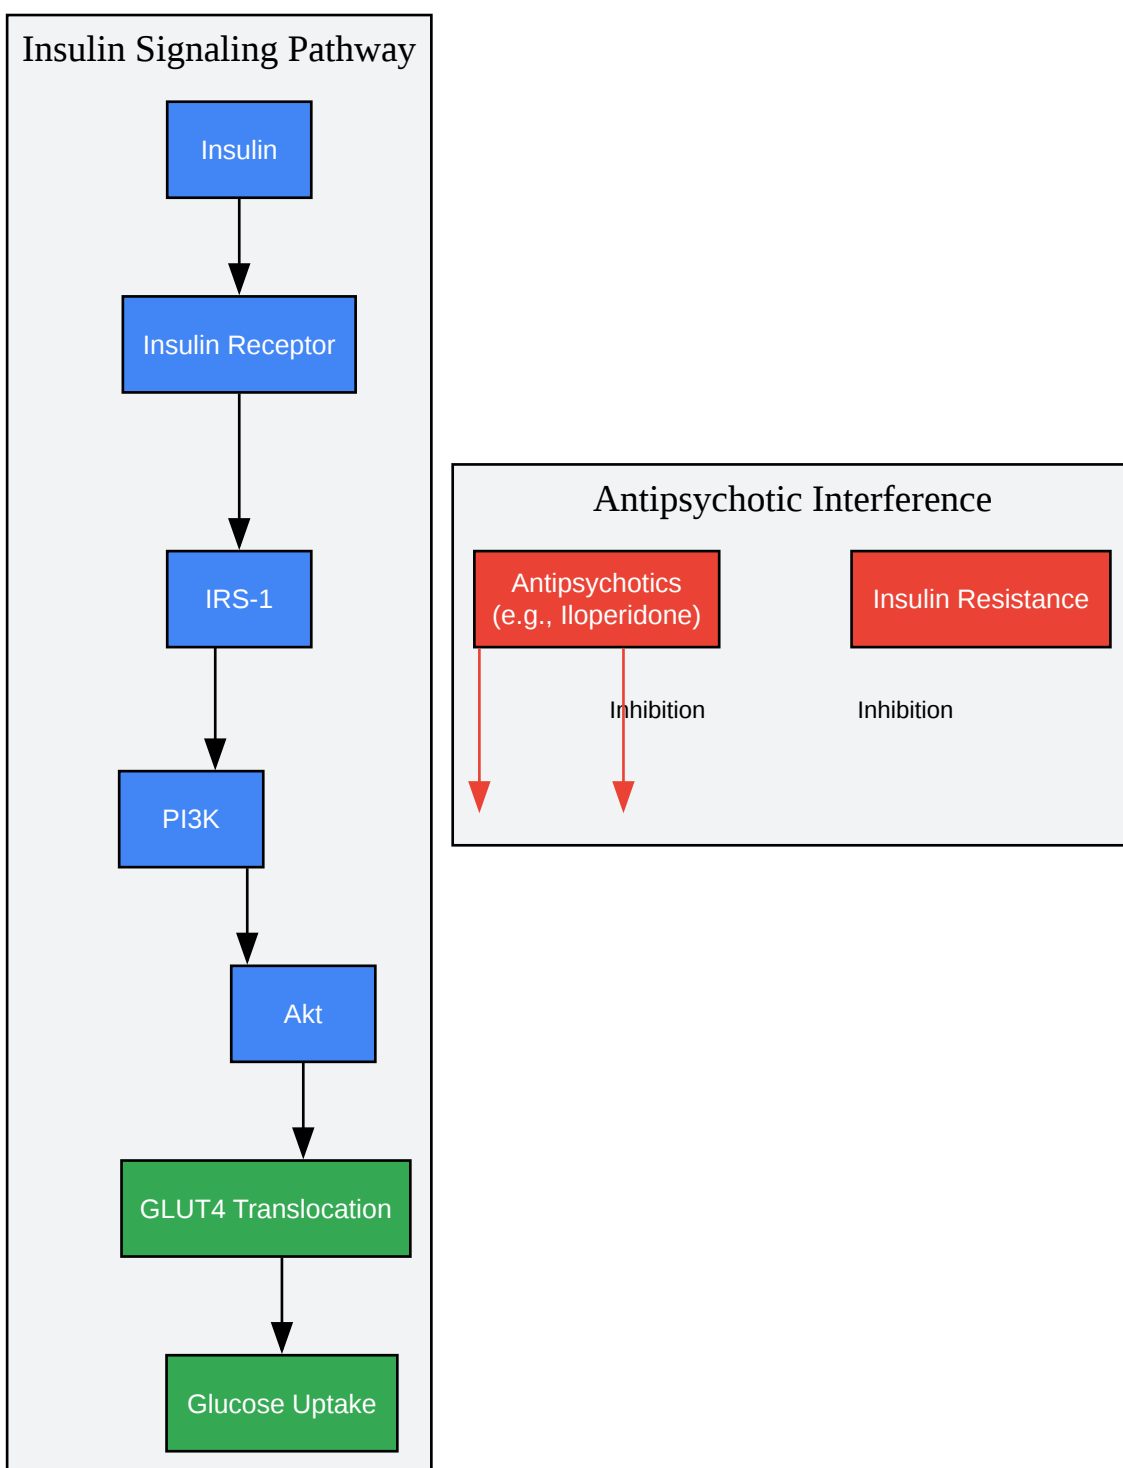 Insulin Signaling Pathway
Insulin
Insulin Receptor
IRS-1
PI3K
Akt
GLUT4 Translocation
Glucose Uptake
Antipsychotic Interference
Antipsychotics
(e.g., Iloperidone)
Insulin Resistance
Inhibition
Inhibition